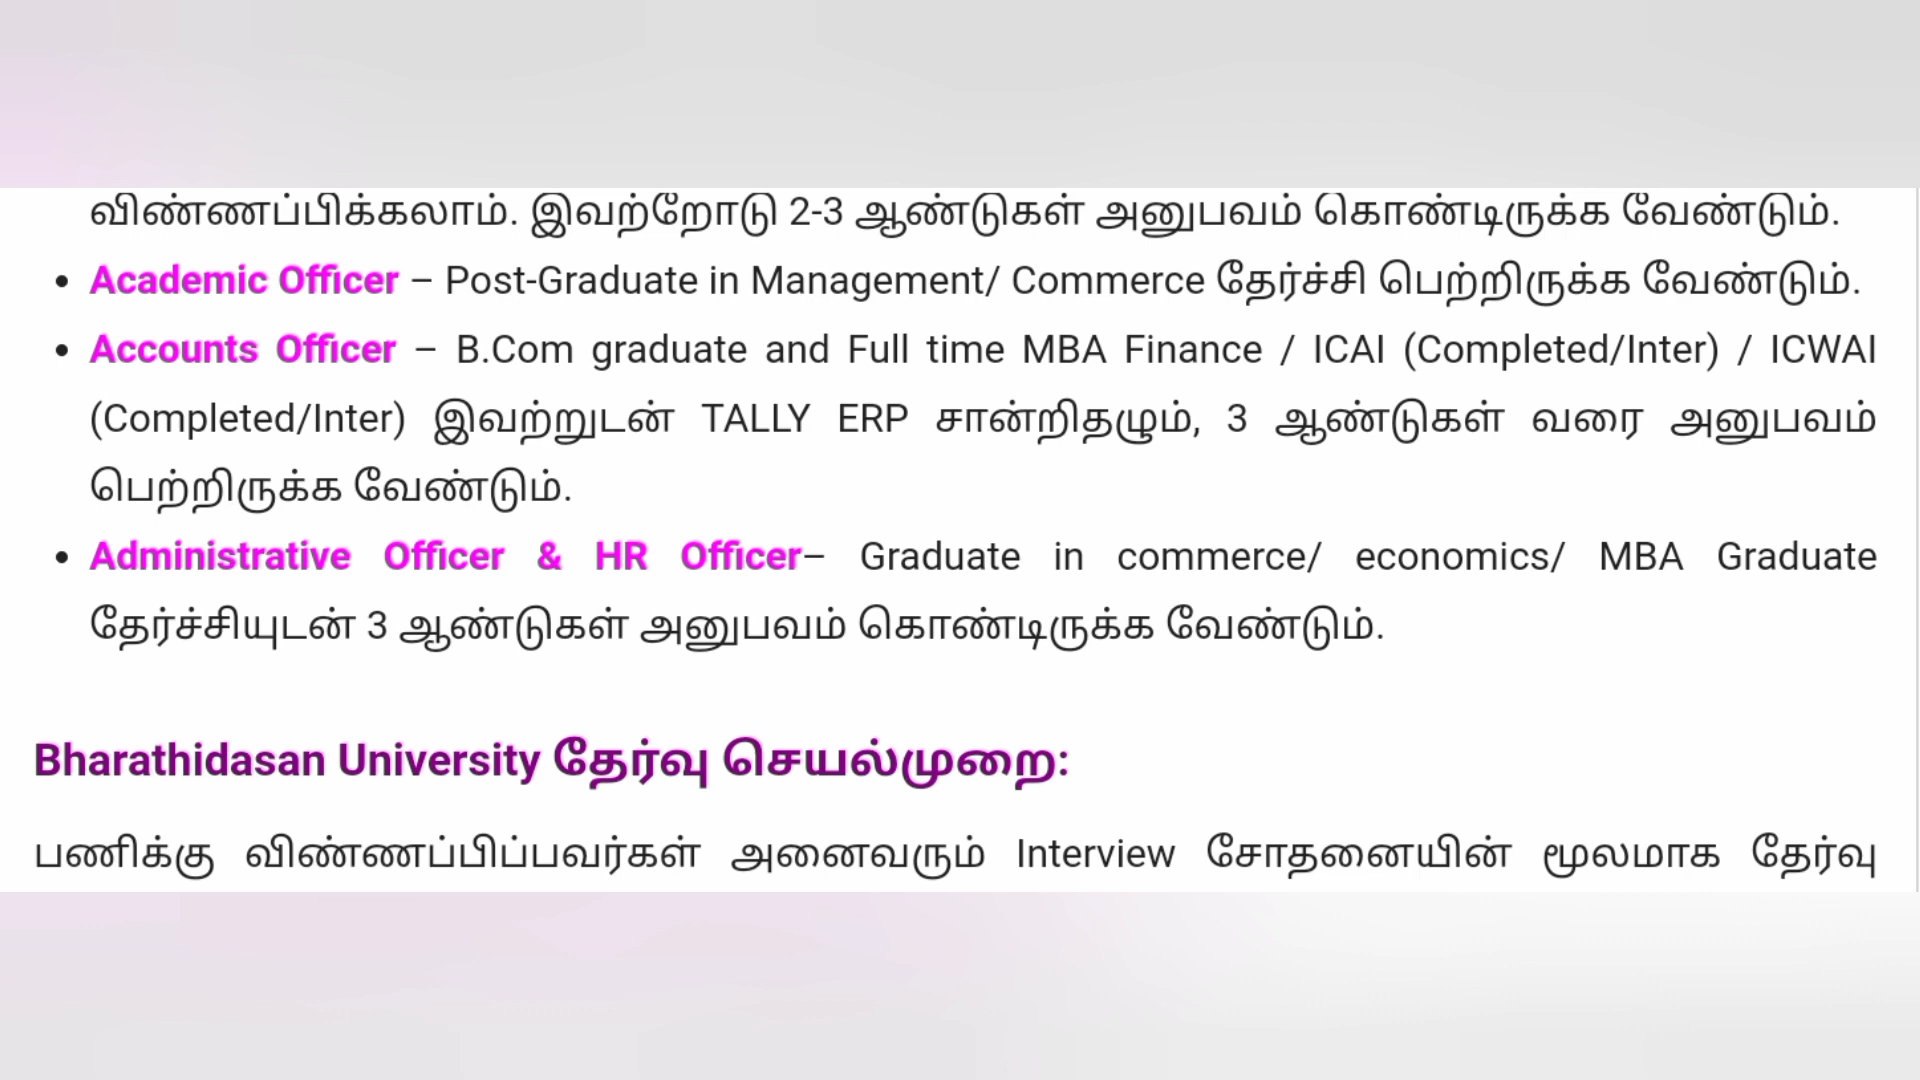 விண்ணப்பிக்கலாம். இவற்றோடு 2-3 ஆண்டுகள் அனுபவம் கொண்டிருக்க வேண்டும்.
• Academic Officer – Post-Graduate in Management/ Commerce தேர்ச்சி பெற்றிருக்க வேண்டும்.
• Accounts Officer – B.Com graduate and Full time MBA Finance / ICAI (Completed/Inter) / ICWAI
(Completed/Inter) இவற்றுடன் TALLY ERP சான்றிதழும், 3 ஆண்டுகள் வரை அனுபவம்
பெற்றிருக்க வேண்டும்.
• Administrative Officer & HR Officer– Graduate in commerce/ economics/ MBA Graduate
தேர்ச்சியுடன் 3 ஆண்டுகள் அனுபவம் கொண்டிருக்க வேண்டும்.
Bharathidasan University தேர்வு செயல்முறை:
பணிக்கு விண்ணப்பிப்பவர்கள் அனைவரும் Interview சோதனையின் மூலமாக தேர்வு